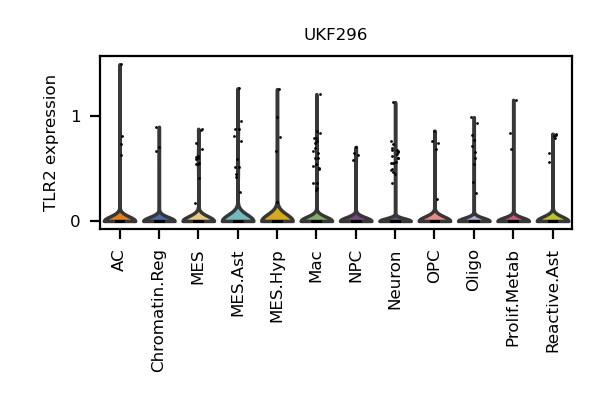 UKF296
TLR2 expression
1
0
AC
Chromatin.Reg
MES
MES.Ast
MES.Hyp
Mac
NPC
Neuron
OPC
Oligo
Prolif.Metab
Reactive.Ast